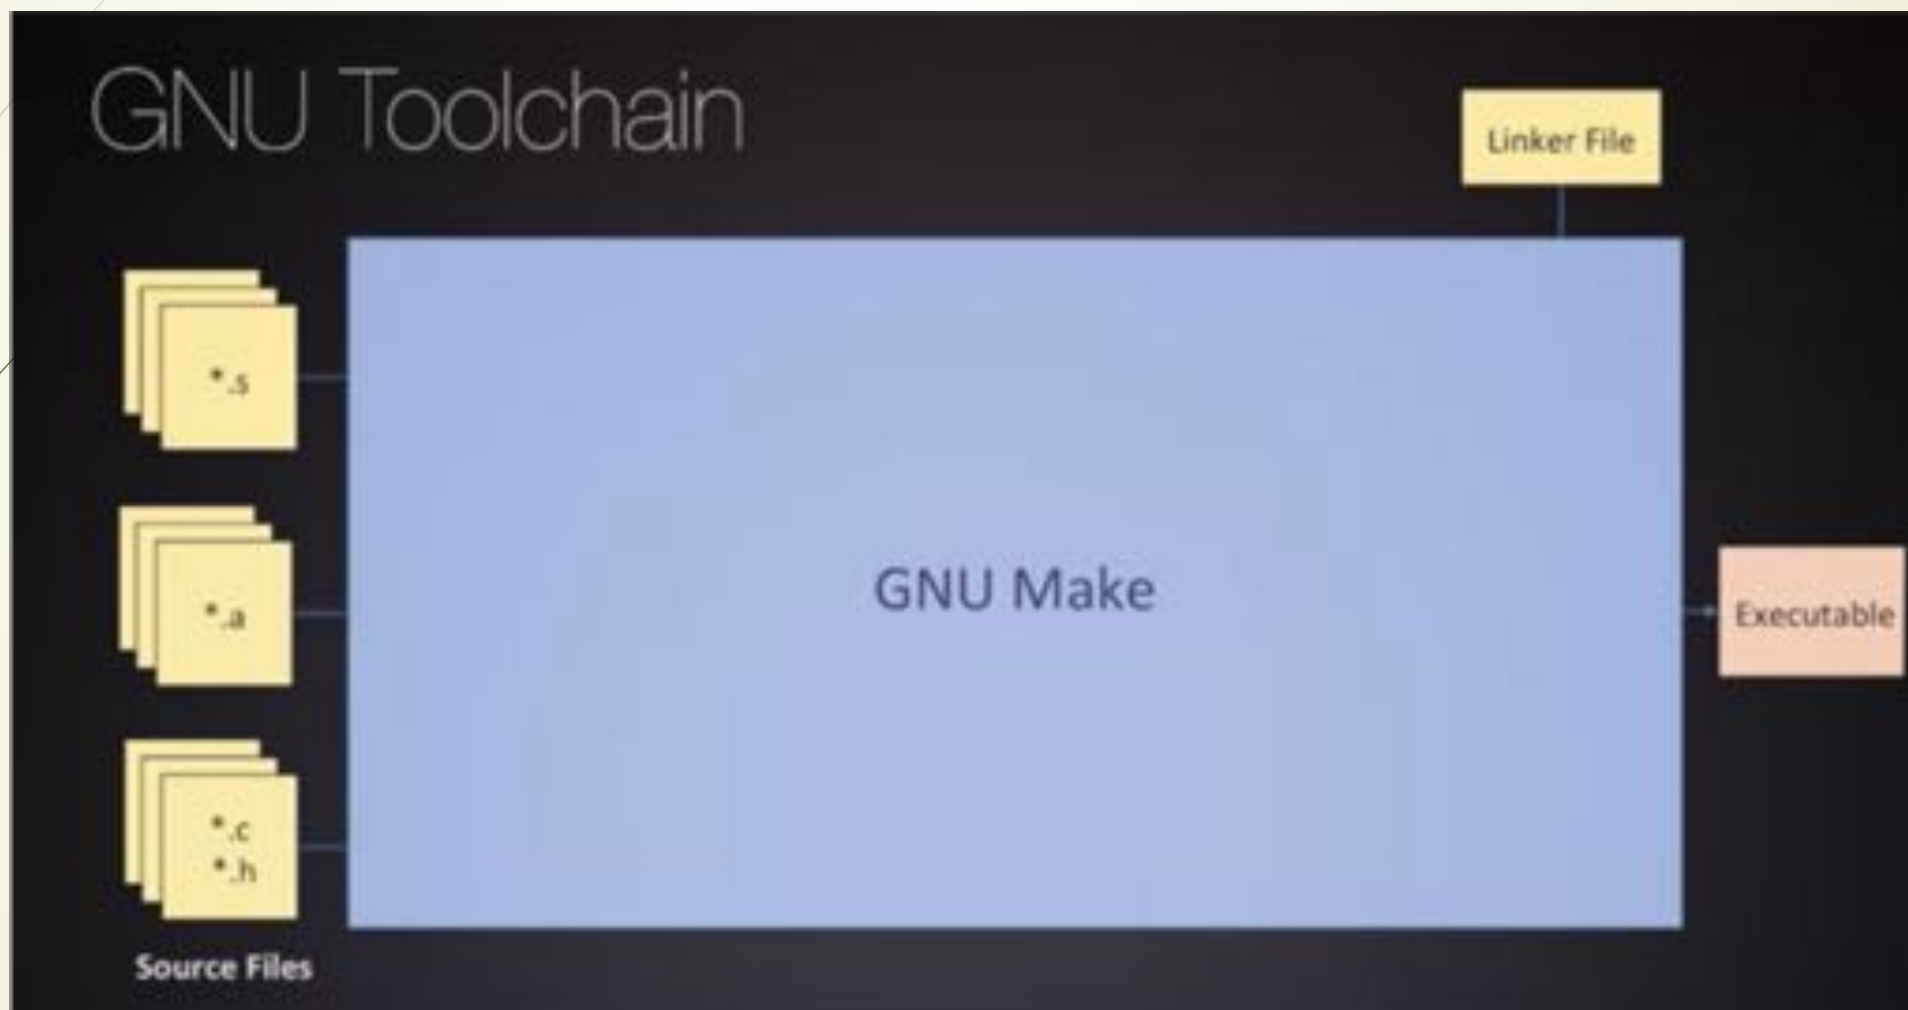 GNU Toolchain
Linker File
*.s
*.a
GNU Make
Executable
*.c
*.h
Source Files